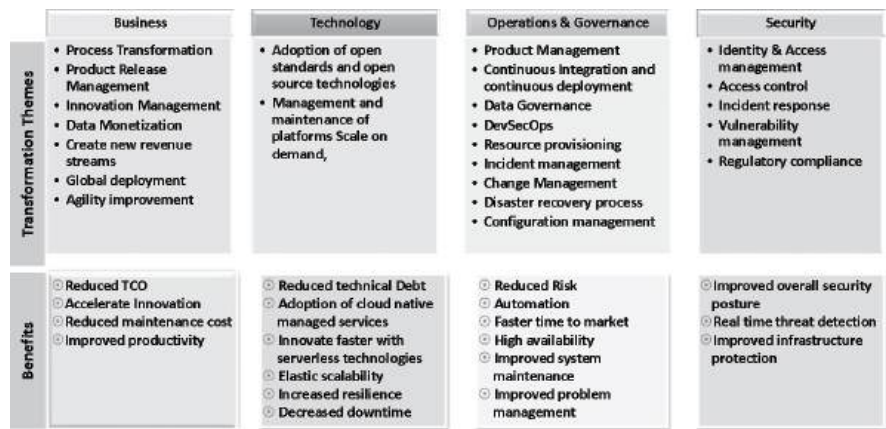 Business
Technology
Operations & Governance
Security
Transformation Themes
• Process Transformation
• Product Release
Management
• Innovation Management
• Data Monetization
• Create new revenue
streams
• Global deployment
• Agility improvement
• Adoption of open
standards and open
source technologies
• Management and
maintenance of
platforms Scale on
demand,
• Product Management
• Continuous Integration and
continuous deployment
• Data Governance
• DevSecOps
• Resource provisioning
• Incident management
• Change Management
• Disaster recovery process
• Configuration management
• Identity & Access
management
• Access control
• Incident response
• Vulnerability
management
• Regulatory compliance
Benefits
Reduced TCO
Accelerate Innovation
Reduced maintenance cost
Improved productivity
Reduced technical Debt
Adoption of cloud native
managed services
Innovate faster with
serverless technologies
Elastic scalability
Increased resilience
Decreased downtime
Reduced Risk
Automation
Faster time to market
High availability
Improved system
maintenance
Improved problem
management
Improved overall security
posture
Real time threat detection
Improved infrastructure
protection